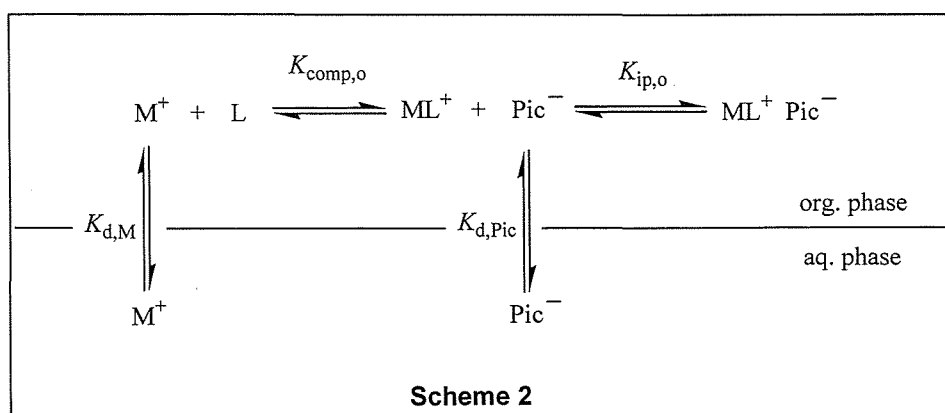 K_comp,o K_ip,o
M⁺ + L ⇌ ML⁺ + Pic⁻ ⇌ ML⁺ Pic⁻
K_d,M K_d,Pic org. phase
aq. phase
M⁺ Pic⁻
Scheme 2